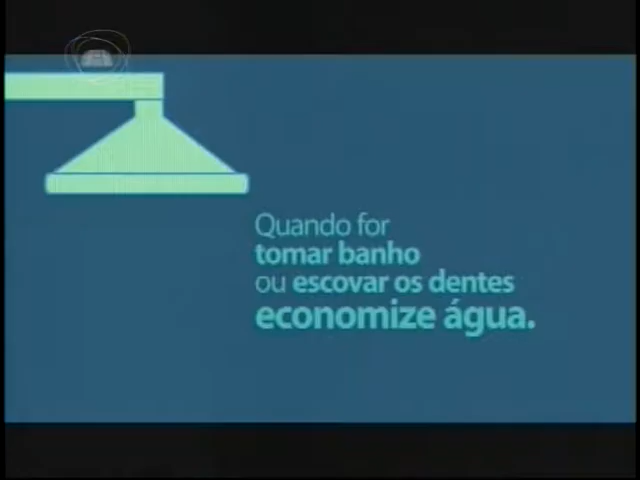 Quando for
tomar banho
ou escovar os dentes
economize água.